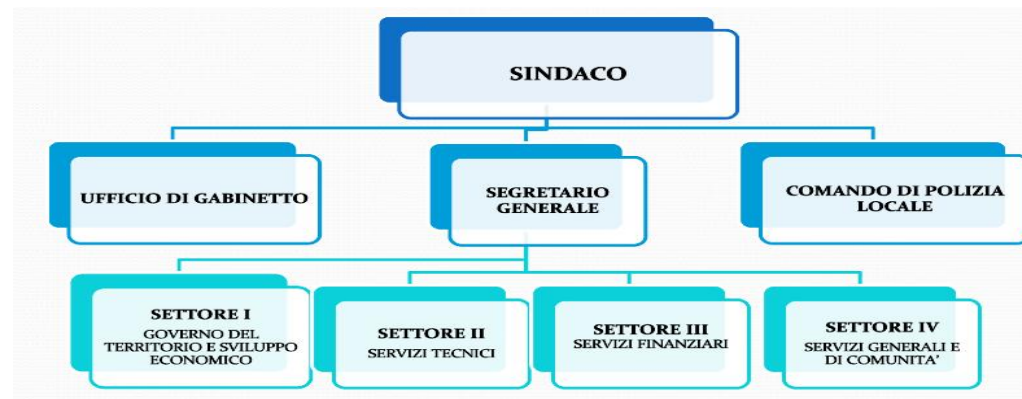 SINDACO
UFFICIO DI GABINETTO
SEGRETARIO
GENERALE
COMANDO DI POLIZIA
LOCALE
SETTORE I
GOVERNO DEL
TERRITORIO E SVILUPPO
ECONOMICO
SETTORE II
SERVIZI TECNICI
SETTORE III
SERVIZI FINANZIARI
SETTORE IV
SERVIZI GENERALI E
DI COMUNITA'